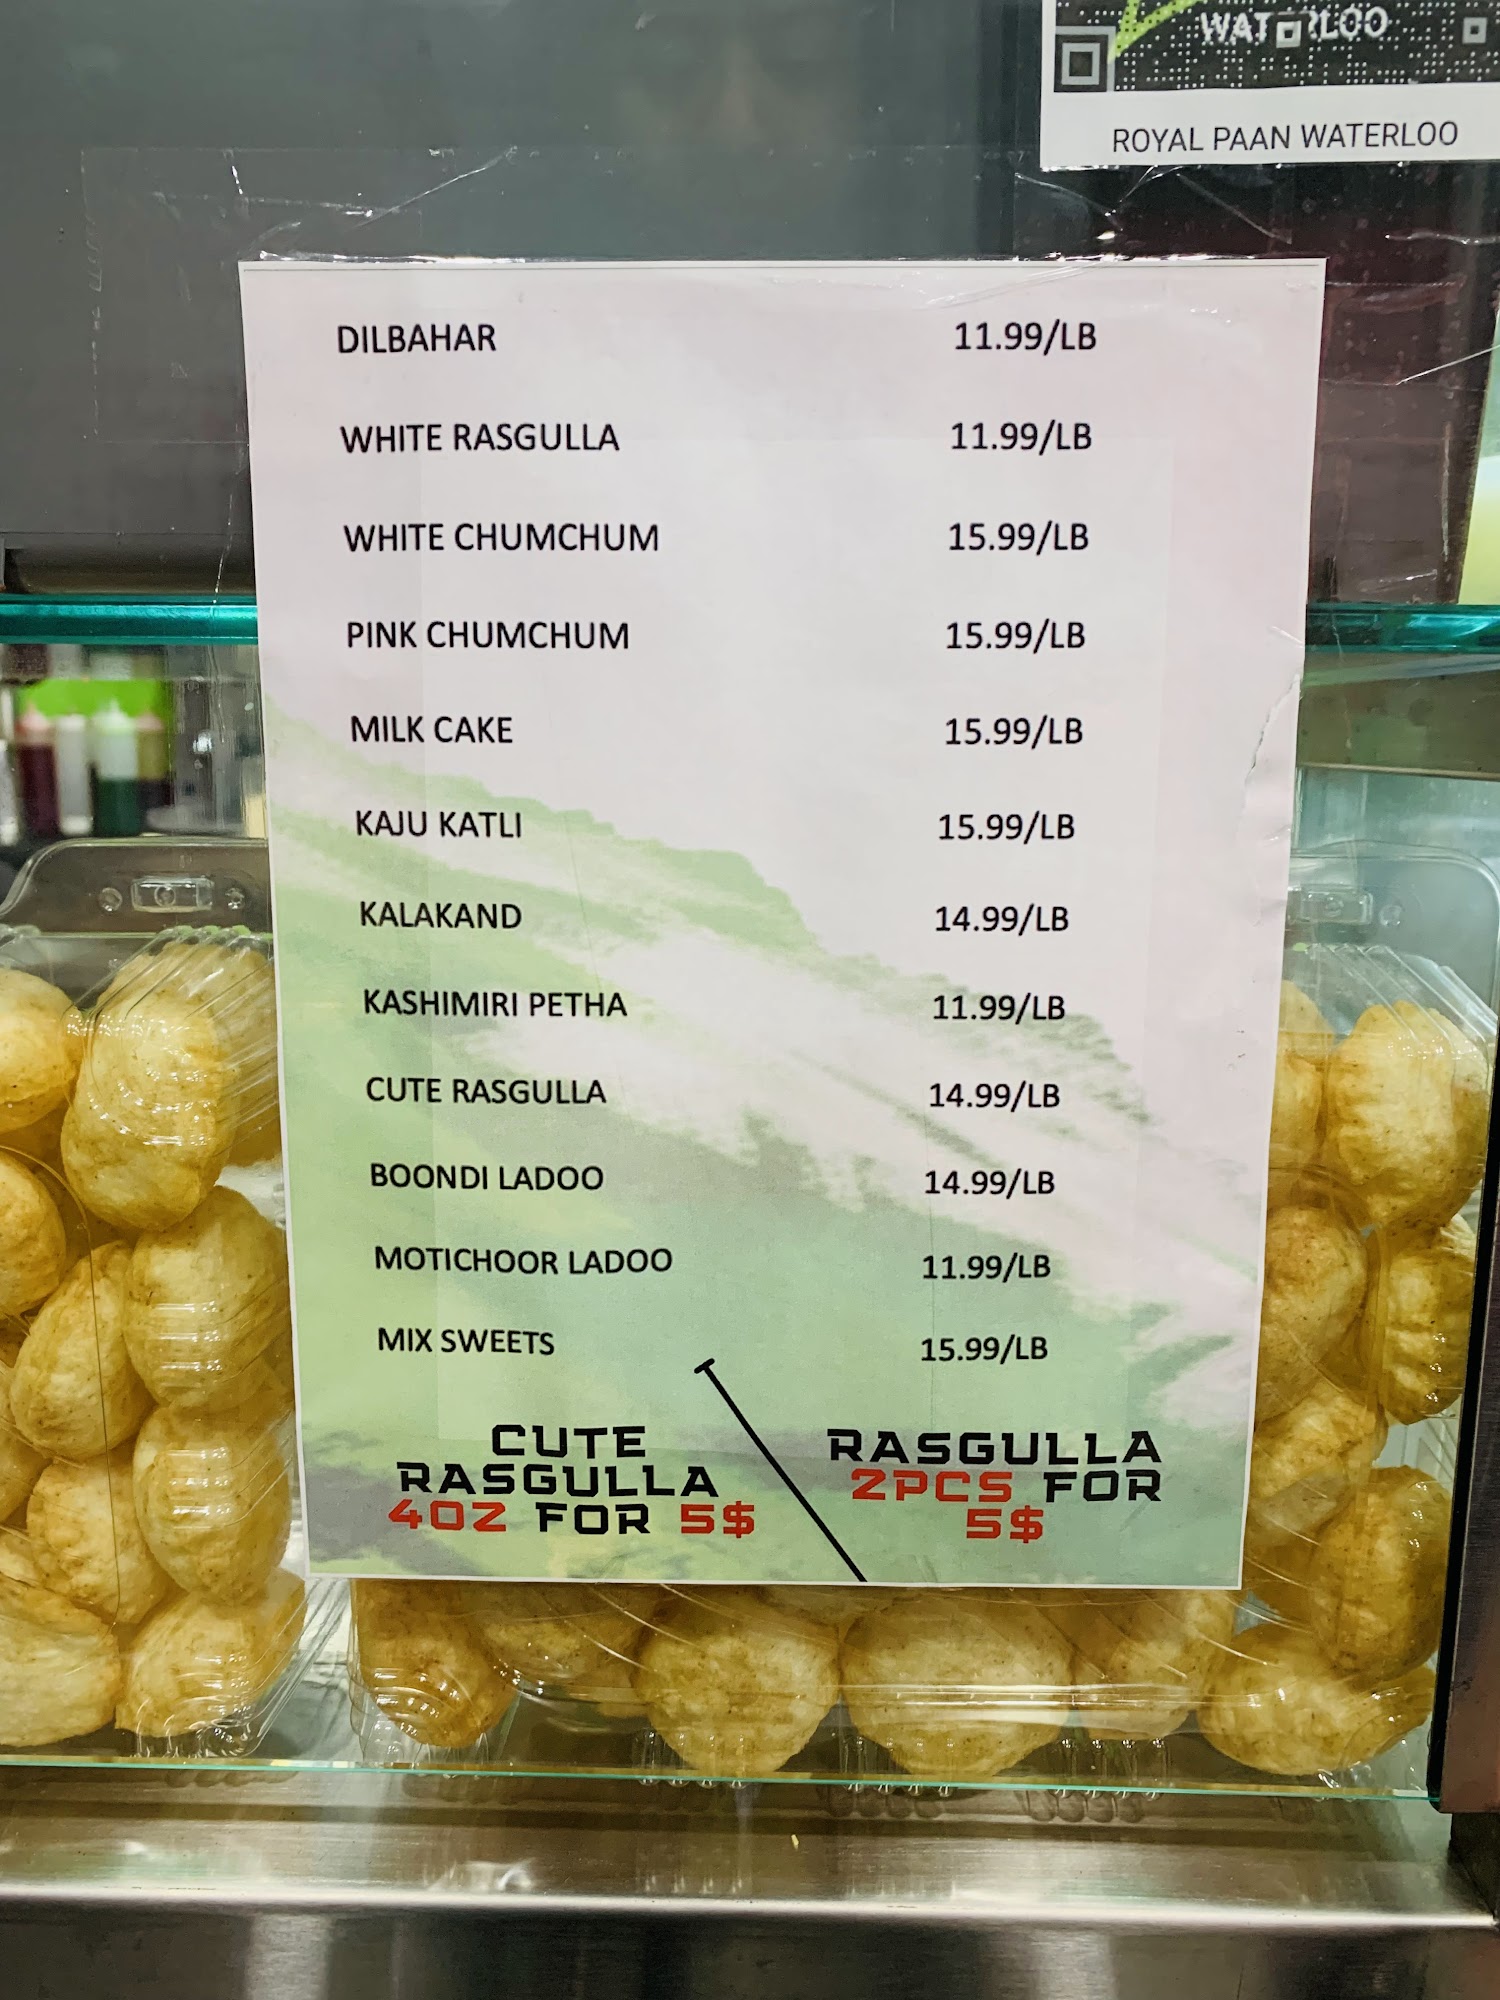 WATERLOO
ROYAL PAAN WATERLOO
DILBAHAR 11.99/LB
WHITE RASGULLA 11.99/LB
WHITE CHUMCHUM 15.99/LB
PINK CHUMCHUM 15.99/LB
MILK CAKE 15.99/LB
KAJU KATLI 15.99/LB
KALAKAND 14.99/LB
KASHIMIRI PETHA 11.99/LB
CUTE RASGULLA 14.99/LB
BOONDI LADOO 14.99/LB
MOTICHOOR LADOO 11.99/LB
MIX SWEETS 15.99/LB
CUTE
RASGULLA
4OZ FOR 5$
RASGULLA
2PCS FOR
5$